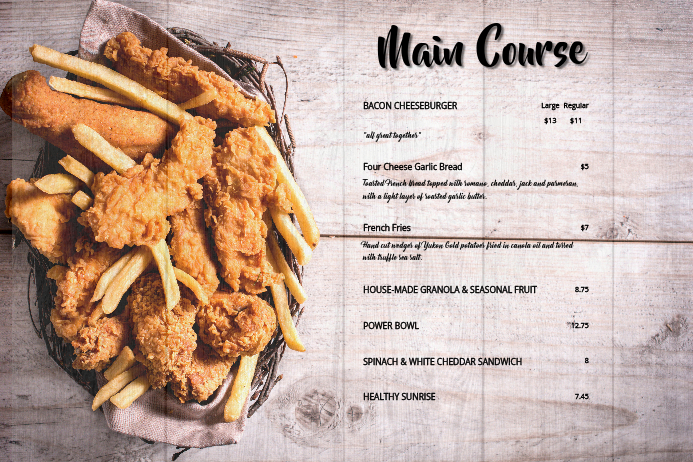 Main Course
BACON CHEESEBURGER Large Regular
$13 $11
"all great together"
Four Cheese Garlic Bread $5
Toasted French bread topped with romano, cheddar, jack and parmesan,
with a light layer of roasted garlic butter.
French Fries $7
Hand cut wedges of Yukon Gold potatoes fried in canola oil and tossed
with truffle sea salt.
HOUSE-MADE GRANOLA & SEASONAL FRUIT 8.75
POWER BOWL 12.75
SPINACH & WHITE CHEDDAR SANDWICH 8
HEALTHY SUNRISE 7.45